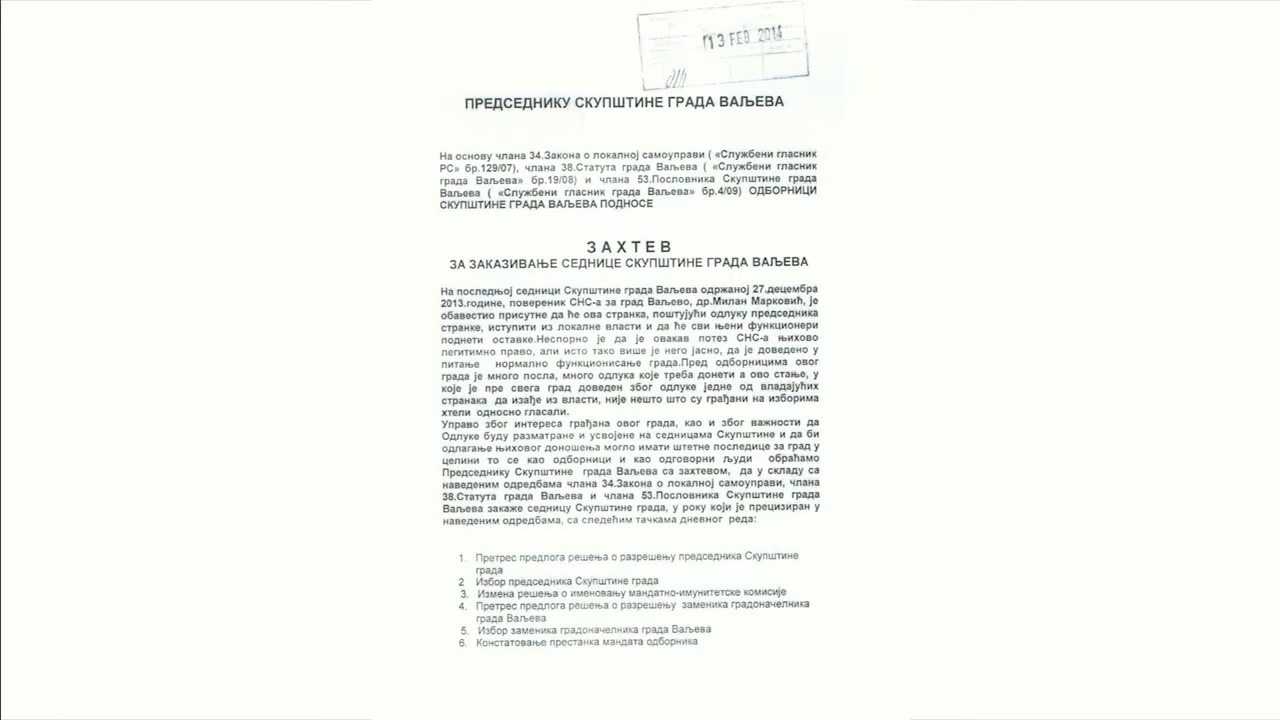 13 FEB 2014
ПРЕДСЕДНИКУ СКУПШТИНЕ ГРАДА ВАЉЕВА
На основу члана 34.Закона о локалној самоуправи ( «Службени гласник
РС» бр.129/07), члана 38.Статута града Ваљева ( «Службени гласник
града Ваљева» бр.19/08) и члана 53.Пословника Скупштине града
Ваљева ( «Службени гласник града Ваљева» бр.4/09) ОДБОРНИЦИ
СКУПШТИНЕ ГРАДА ВАЉЕВА ПОДНОСЕ
З А Х Т Е В
ЗА ЗАКАЗИВАЊЕ СЕДНИЦЕ СКУПШТИНЕ ГРАДА ВАЉЕВА
На последњој седници Скупштине града Ваљева одржаној 27.децембра
2013.године, повереник СНС-а за град Ваљево, др.Милан Марковић, је
обавестио присутне да ће ова странка, поштујући одлуку председника
странке, иступити из локалне власти и да ће сви њени функционери
поднети оставке.Неспорно је да је овакав потез СНС-а њихово
легитимно право, али исто тако више је него јасно, да је доведено у
питање нормално функционисање града.Пред одборницима овог
града је много посла, много одлука које треба донети а ово стање, у
које је пре свега град доведен због одлуке једне од владајућих
странака да изађе из власти, није нешто што су грађани на изборима
хтели односно гласали.
Управо због интереса грађана овог града, као и због важности да
Одлуке буду разматране и усвојене на седницама Скупштине и да би
одлагање њиховог доношења могло имати штетне последице за град у
целини то се као одборници и као одговорни људи обраћамо
Председнику Скупштине града Ваљева са захтевом, да у складу са
наведеним одредбама члана 34.Закона о локалној самоуправи, члана
38.Статута града Ваљева и члана 53.Пословника Скупштине града
Ваљева закаже седницу Скупштине града, у року који је прецизиран у
наведеним одредбама, са следећим тачкама дневног реда:
1. Претрес предлога решења о разрешењу председника Скупштине
града
2 Избор председника Скупштине града
3. Измена решења о именовању мандатно-имунитетске комисије
4. Претрес предлога решења о разрешењу заменика градоначелника
града Ваљева
5. Избор заменика градоначелника града Ваљева
6. Констатовање престанка мандата одборника